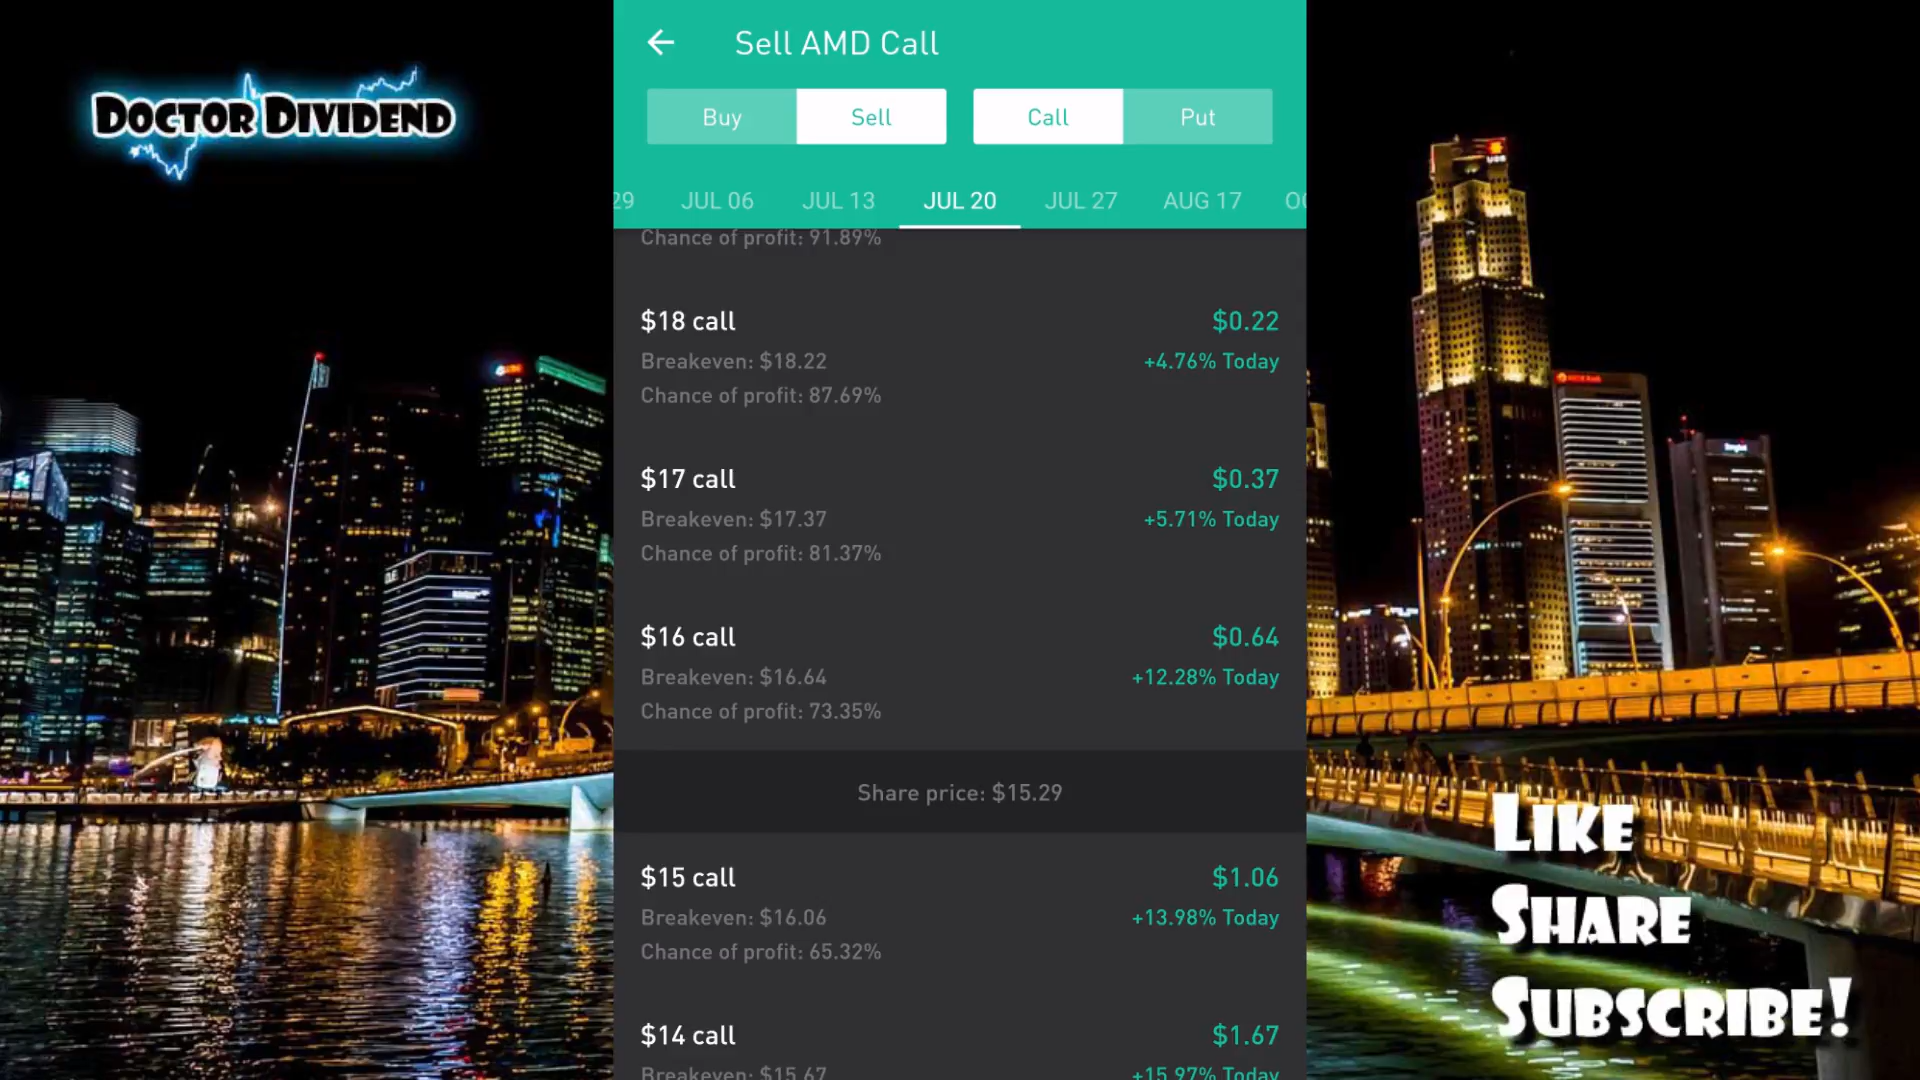 DOCTOR DIVIDEND
Sell AMD Call
Buy Sell Call Put
29 JUL 06 JUL 13 JUL 20 JUL 27 AUG 17
Chance of profit: 91.89%
$18 call $0.22
Breakeven: $18.22 +4.76% Today
Chance of profit: 87.69%
$17 call $0.37
Breakeven: $17.37 +5.71% Today
Chance of profit: 81.37%
$16 call $0.64
Breakeven: $16.64 +12.28% Today
Chance of profit: 73.35%
Share price: $15.29
$15 call $1.06
Breakeven: $16.06 +13.98% Today
Chance of profit: 65.32%
$14 call $1.67
Breakeven: $15.67 +15.97% Today
LIKE
SHARE
SUBSCRIBE!